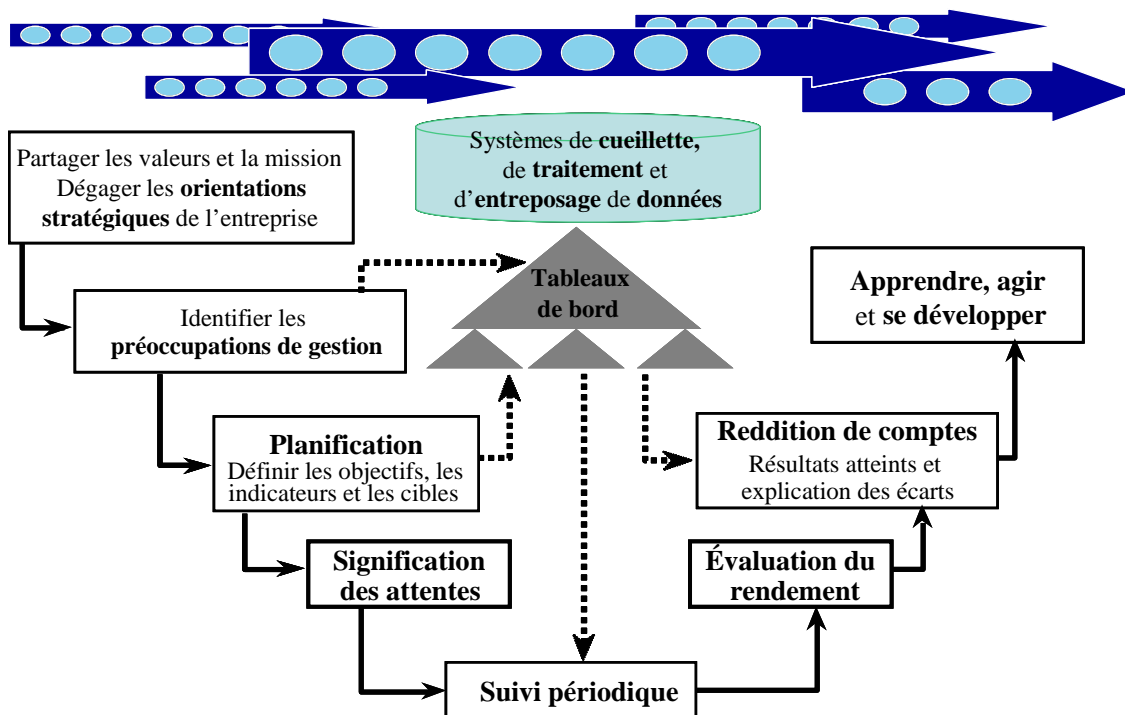 Systèmes de cueillette,
de traitement et
d’entreposage de données
Partager les valeurs et la mission
Dégager les orientations
stratégiques de l’entreprise
Tableaux
de bord
Apprendre, agir
et se développer
Identifier les
préoccupations de gestion
Planification
Définir les objectifs, les
indicateurs et les cibles
Reddition de comptes
Résultats atteints et
explication des écarts
Signification
des attentes
Évaluation du
rendement
Suivi périodique